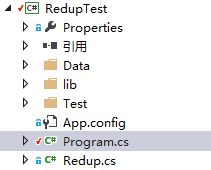 C# RedupTest
Properties
引用
Data
lib
Test
App.config
C# Program.cs
C# Redup.cs